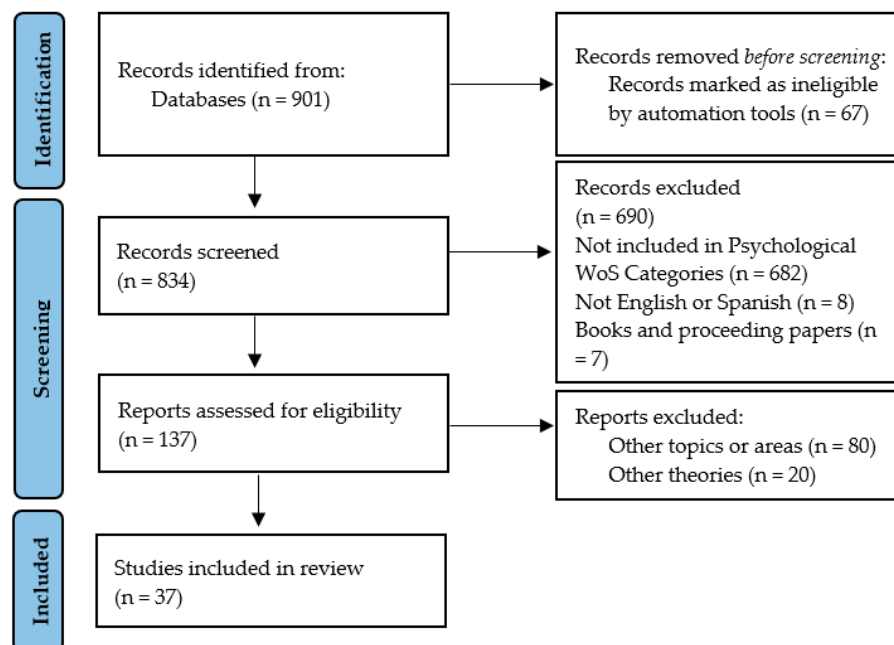 Identification
Records identified from:
Databases (n = 901)
Records removed before screening:
Records marked as ineligible
by automation tools (n = 67)
Screening
Records screened
(n = 834)
Records excluded
(n = 690)
Not included in Psychological
WoS Categories (n = 682)
Not English or Spanish (n = 8)
Books and proceeding papers (n
= 7)
Reports assessed for eligibility
(n = 137)
Reports excluded:
Other topics or areas (n = 80)
Other theories (n = 20)
Included
Studies included in review
(n = 37)